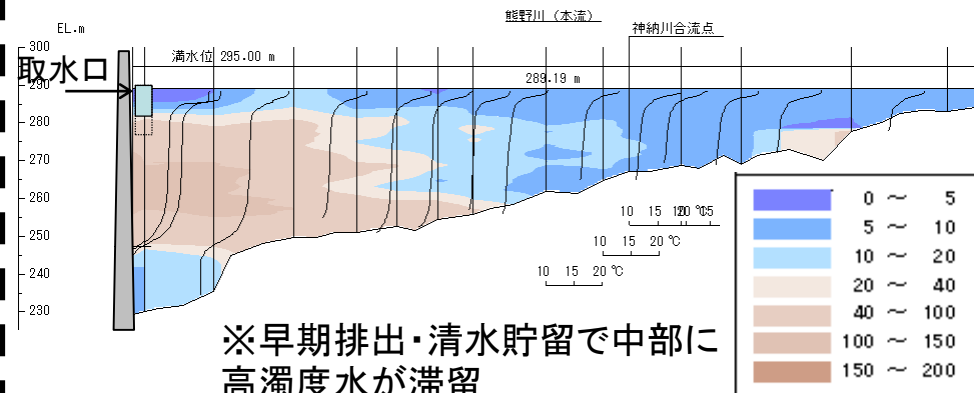 熊野川（本流）
EL.m
神納川合流点
300
満水位 295.00 m
取水口
289.19 m
290
280
270
260
250
240
230
10 15 20 15
10 15 20 ℃
10 15 20 ℃
0 ～ 5
5 ～ 10
10 ～ 20
20 ～ 40
40 ～ 100
100 ～ 150
150 ～ 200
※早期排出・清水貯留で中部に
高濁度水が滞留